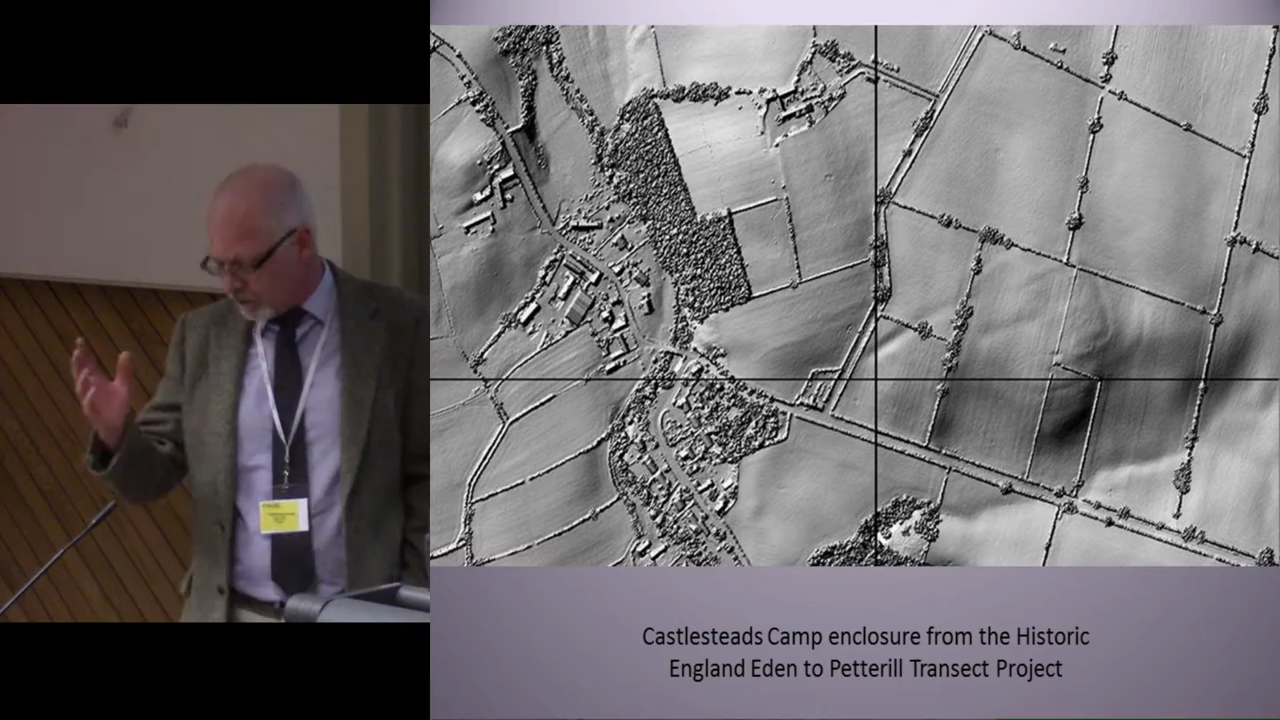 Castlesteads Camp enclosure from the Historic
England Eden to Petterill Transect Project